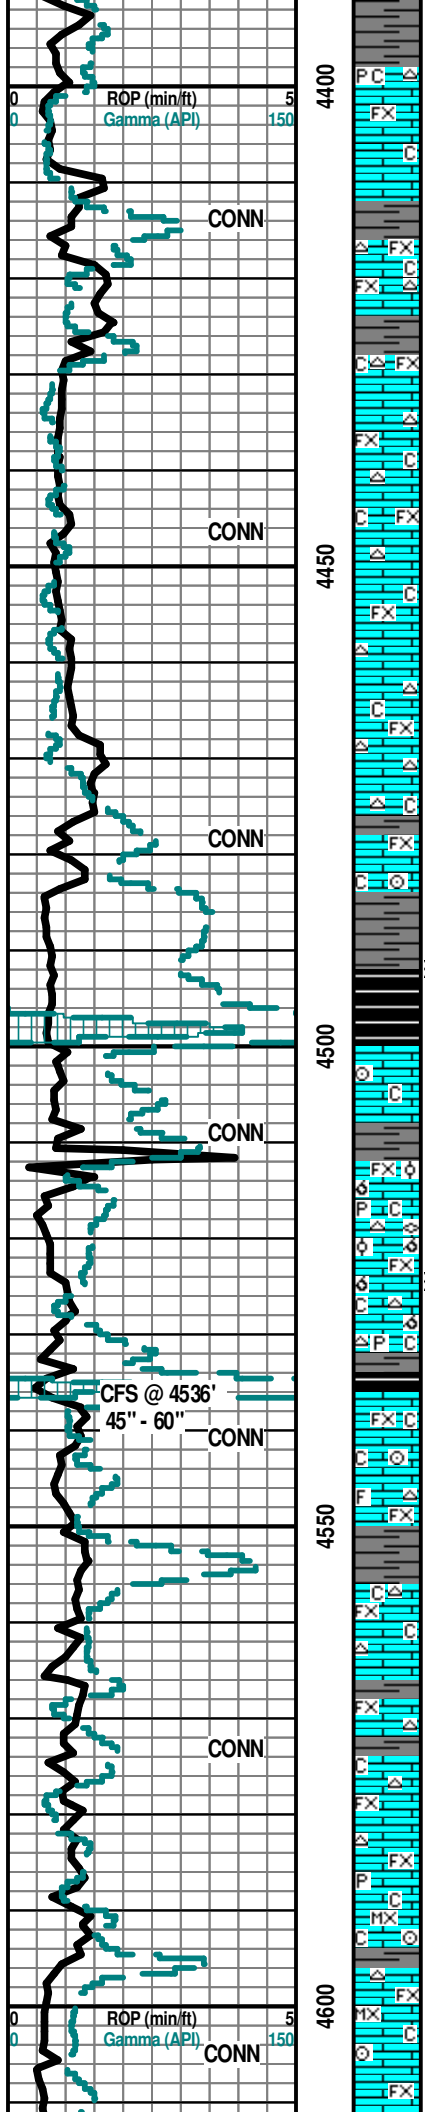 4400
P C
0 ROP (min/ft) 5
0 Gamma (API) 150
FX
C
CONN
FX
C
FX
C FX
FX
C
CONN
C FX
4450
C
FX
C
FX
C
CONN
FX
C
4500
C
CONN
FX
P C
FX
C
P C
CFS @ 4536'
45" - 60"
FX C
CONN
C
F
FX
4550
C
FX
C
FX
CONN
C
FX
FX
P
C
MX
C
FX
4600
0 ROP (min/ft) 5
0 Gamma (API) 150
MX
C
CONN
FX